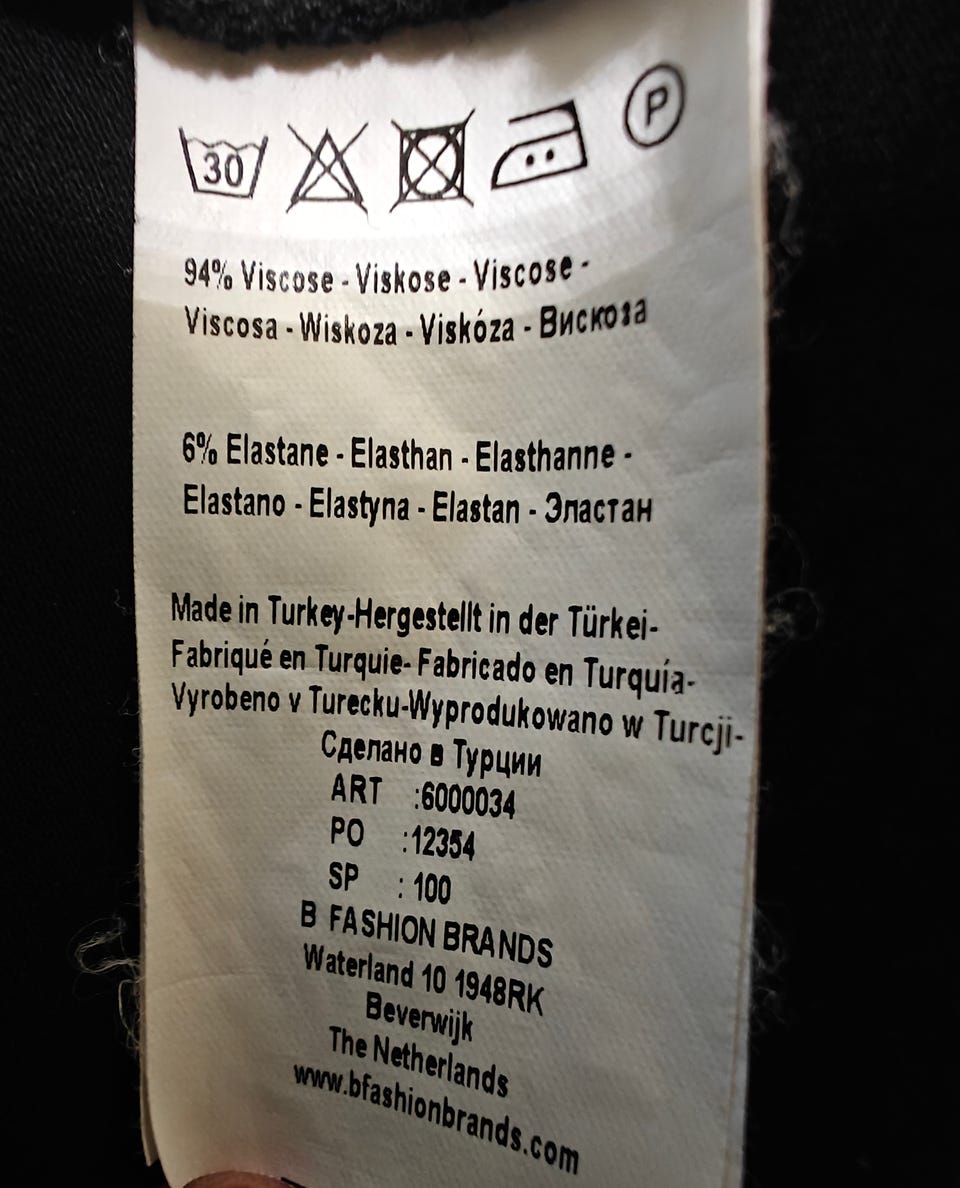 30
P
94% Viscose - Viskose - Viscose -
Viscosa - Wiskoza - Viskóza - Вискоза
6% Elastane - Elasthan - Elasthanne -
Elastano - Elastyna - Elastan - Эластан
Made in Turkey-Hergestellt in der Türkei-
Fabriqué en Turquie- Fabricado en Turquía-
Vyrobeno v Turecku-Wyprodukowano w Turcji-
Сделано в Турции
ART :6000034
PO :12354
SP : 100
B FASHION BRANDS
Waterland 10 1948RK
Beverwijk
The Netherlands
www.bfashionbrands.com